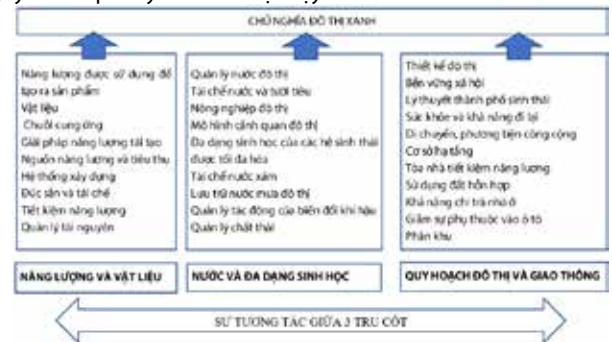 CHỦ NGHĨA ĐÔ THỊ XANH
Năng lượng được sử dụng để
tạo ra sản phẩm
Vật liệu
Chuỗi cung ứng
Giải pháp năng lượng tái tạo
Nguồn năng lượng và tiêu thụ
Hệ thống xây dựng
Đúc sẵn và tái chế
Tiết kiệm năng lượng
Quản lý tài nguyên
NĂNG LƯỢNG VÀ VẬT LIỆU
Quản lý nước đô thị
Tái chế nước và tưới tiêu
Nông nghiệp đô thị
Mô hình cảnh quan đô thị
Đa dạng sinh học của các hệ sinh thái
được tối đa hóa
Tái chế nước xám
Lưu trữ nước mưa đô thị
Quản lý tác động của biến đổi khí hậu
Quản lý chất thải
NƯỚC VÀ ĐA DẠNG SINH HỌC
Thiết kế đô thị
Bền vững xã hội
Lý thuyết thành phố sinh thái
Sức khỏe và khả năng đi lại
Di chuyển, phương tiện công cộng
Cơ sở hạ tầng
Tòa nhà tiết kiệm năng lượng
Sử dụng đất hỗn hợp
Khả năng chi trả nhà ở
Giảm sự phụ thuộc vào ô tô
Phân khu
QUY HOẠCH ĐÔ THỊ VÀ GIAO THÔNG
SỰ TƯƠNG TÁC GIỮA 3 TRỤ CỘT